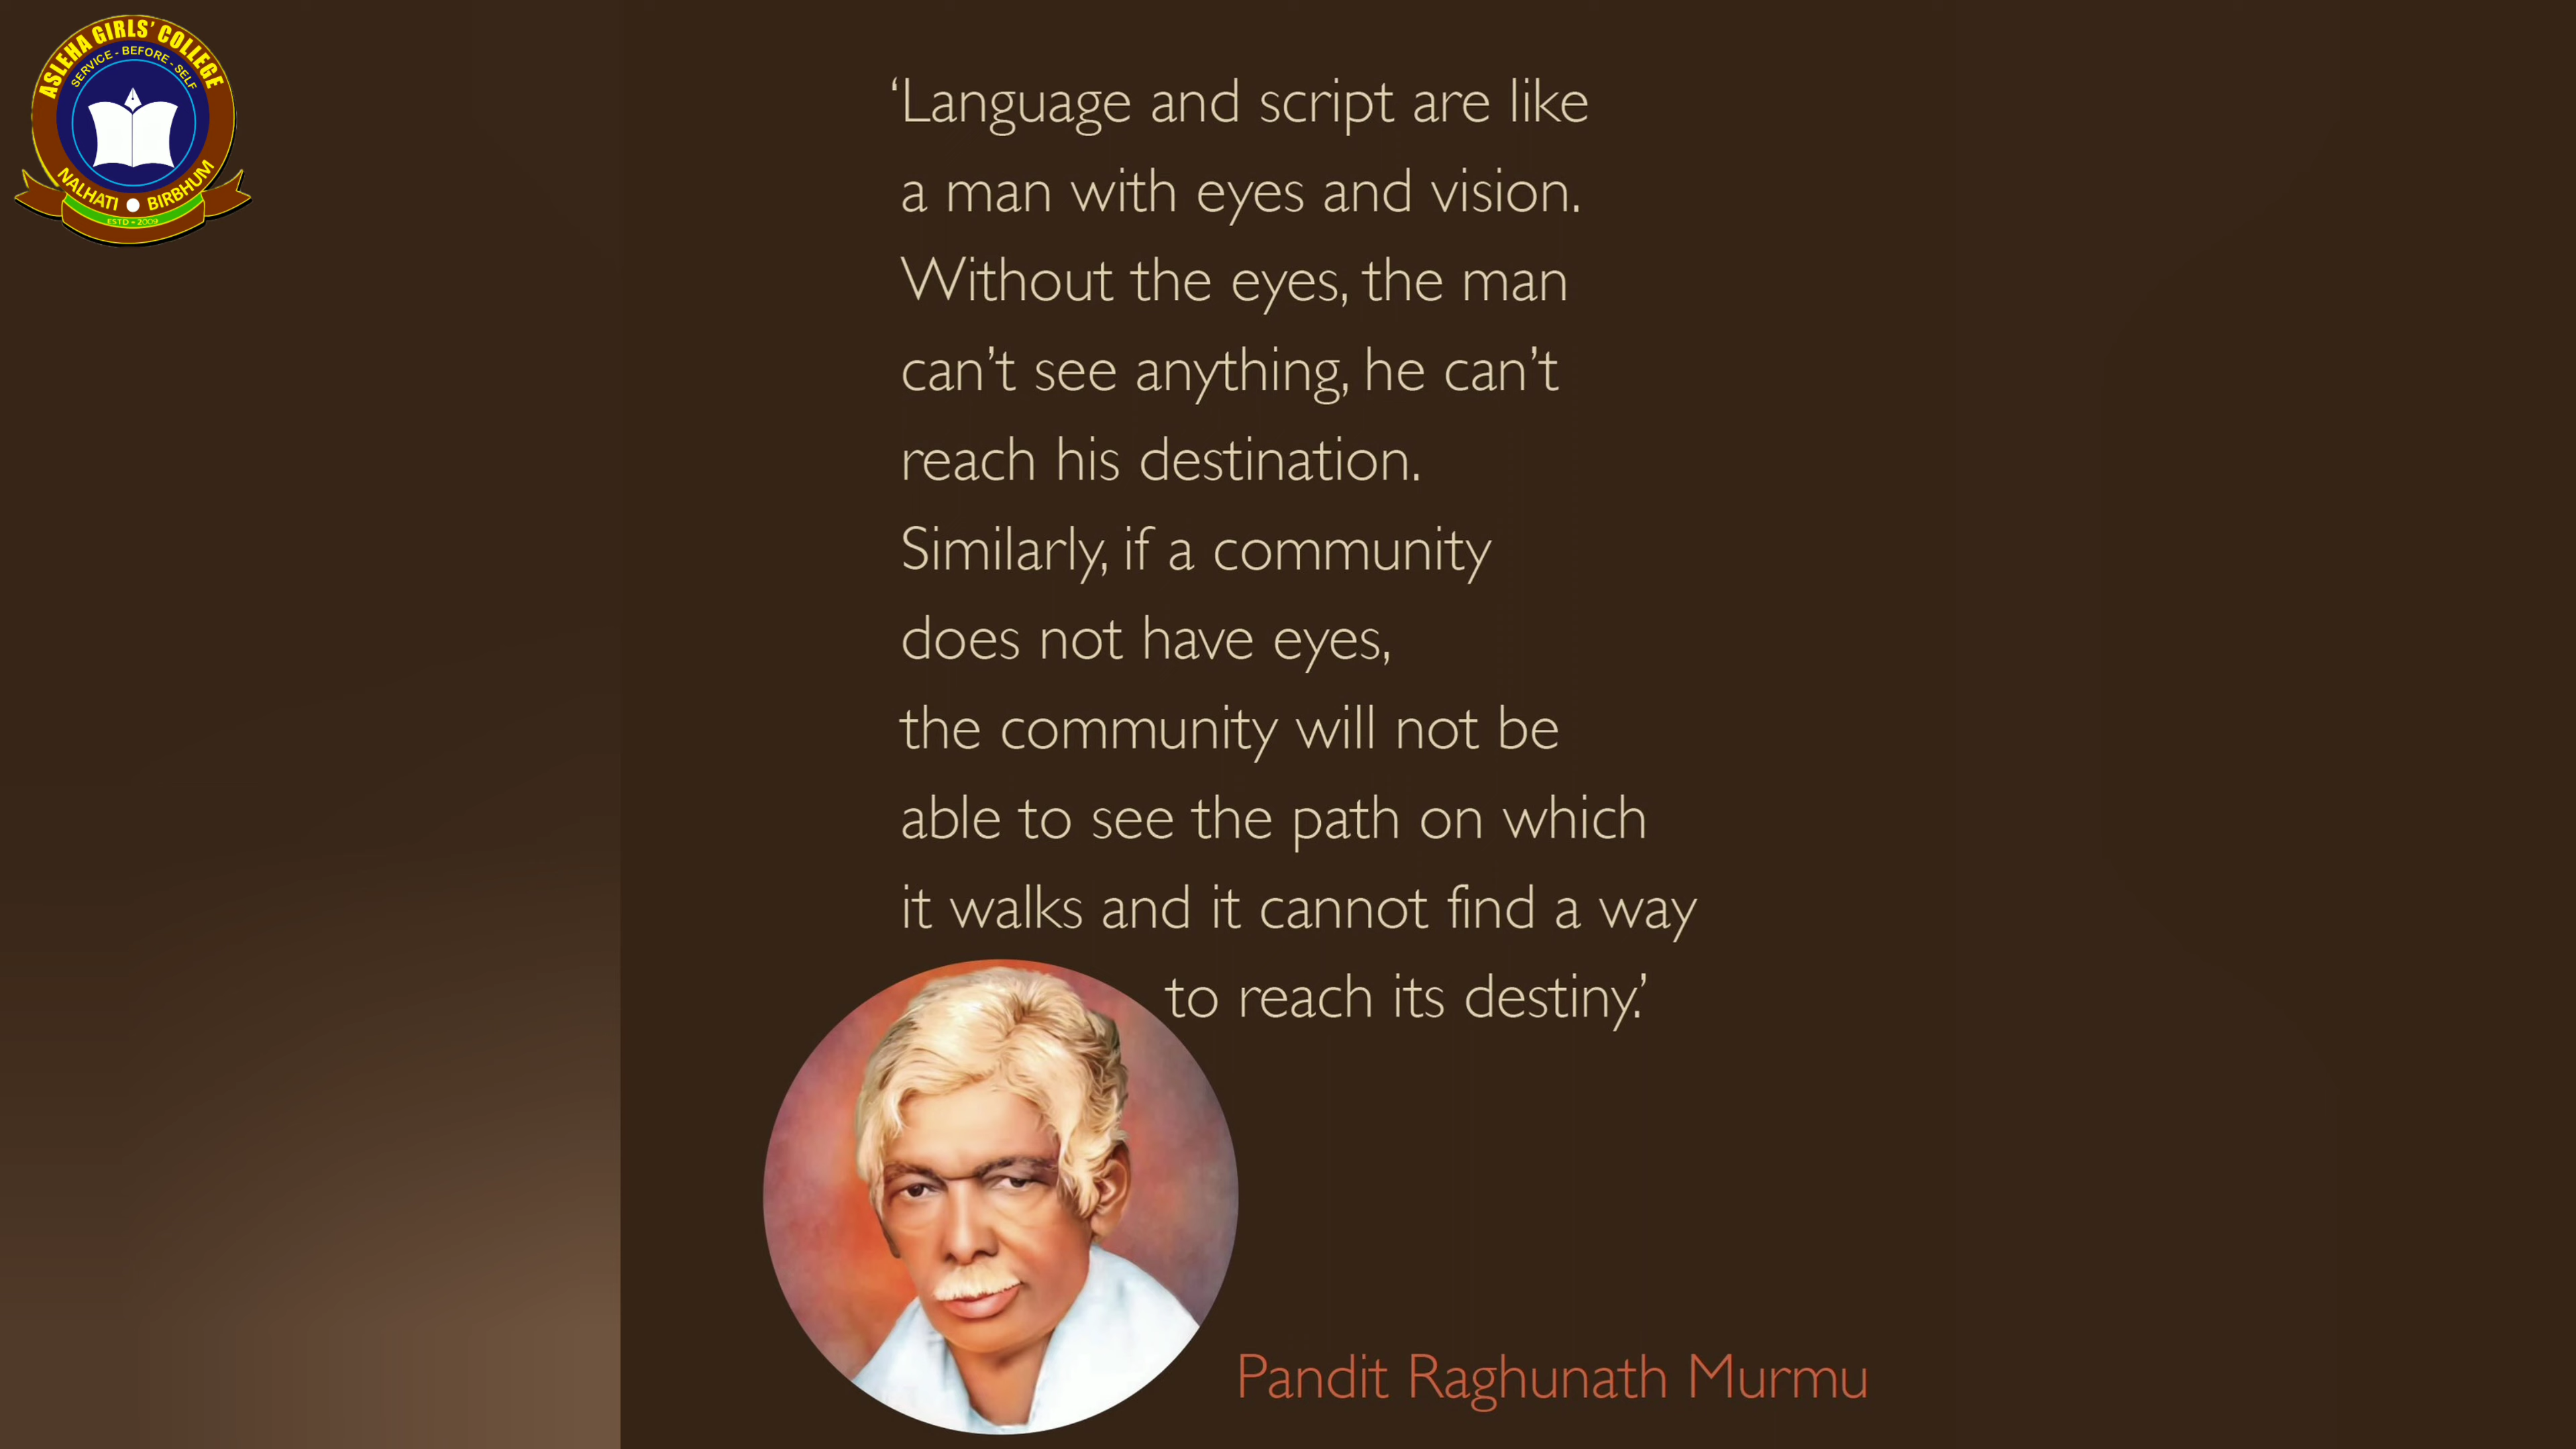 ASLEHA GIRLS' COLLEGE
SERVICE - BEFORE - SELF
NALHATI • BIRBHUM
ESTD - 2009
‘Language and script are like
a man with eyes and vision.
Without the eyes, the man
can’t see anything, he can’t
reach his destination.
Similarly, if a community
does not have eyes,
the community will not be
able to see the path on which
it walks and it cannot find a way
to reach its destiny.’
Pandit Raghunath Murmu